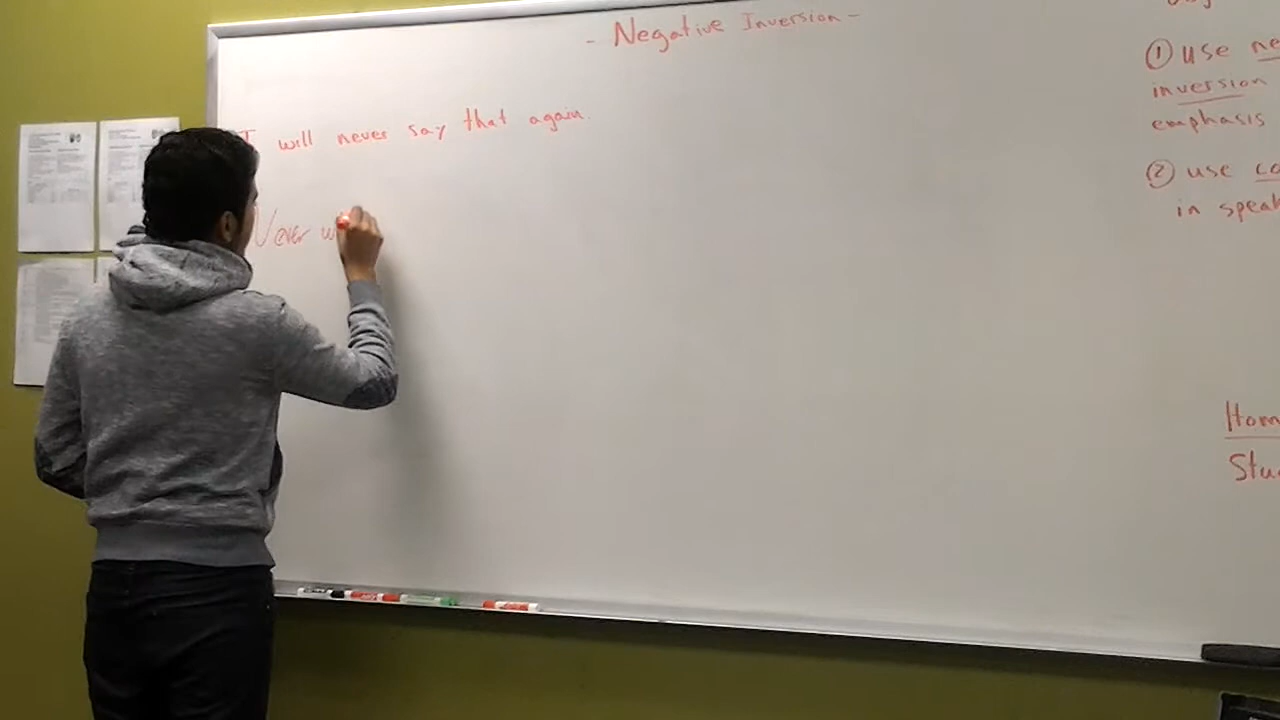 - Negative Inversion -
I will never say that again.
Never w
① use ne
inversion
emphasis
② use co
in speak
Hom
Stu